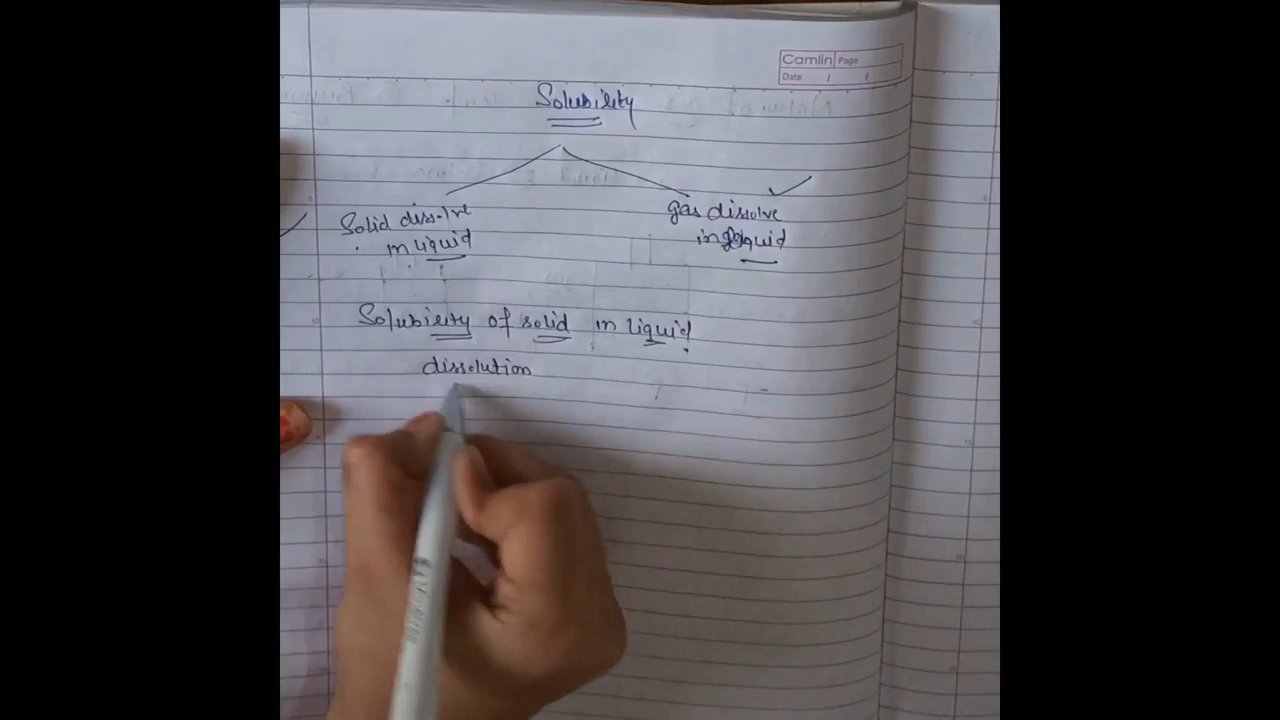 Camlin Page
Date / /
Solubility
Solid dissolve
in liquid
gas dissolve
in liquid
Solubility of solid in liquid
dissolution